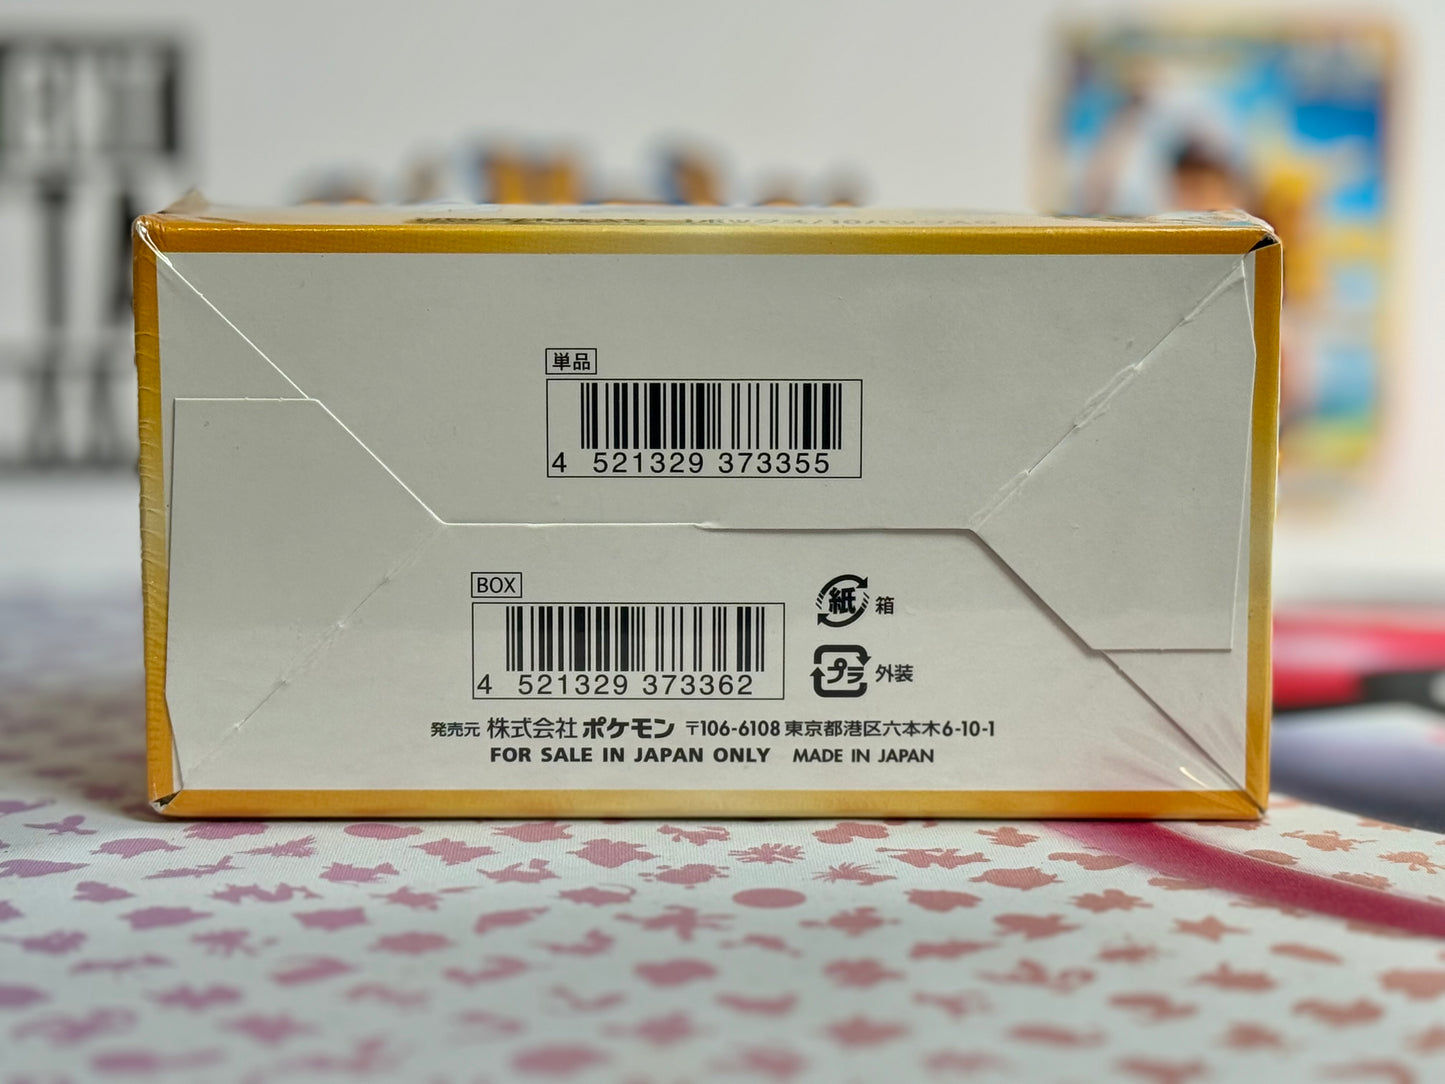 単品
4 521329 373355
BOX
4 521329 373362
紙 箱
プラ 外装
発売元 株式会社ポケモン 〒106-6108 東京都港区六本木6-10-1
FOR SALE IN JAPAN ONLY MADE IN JAPAN